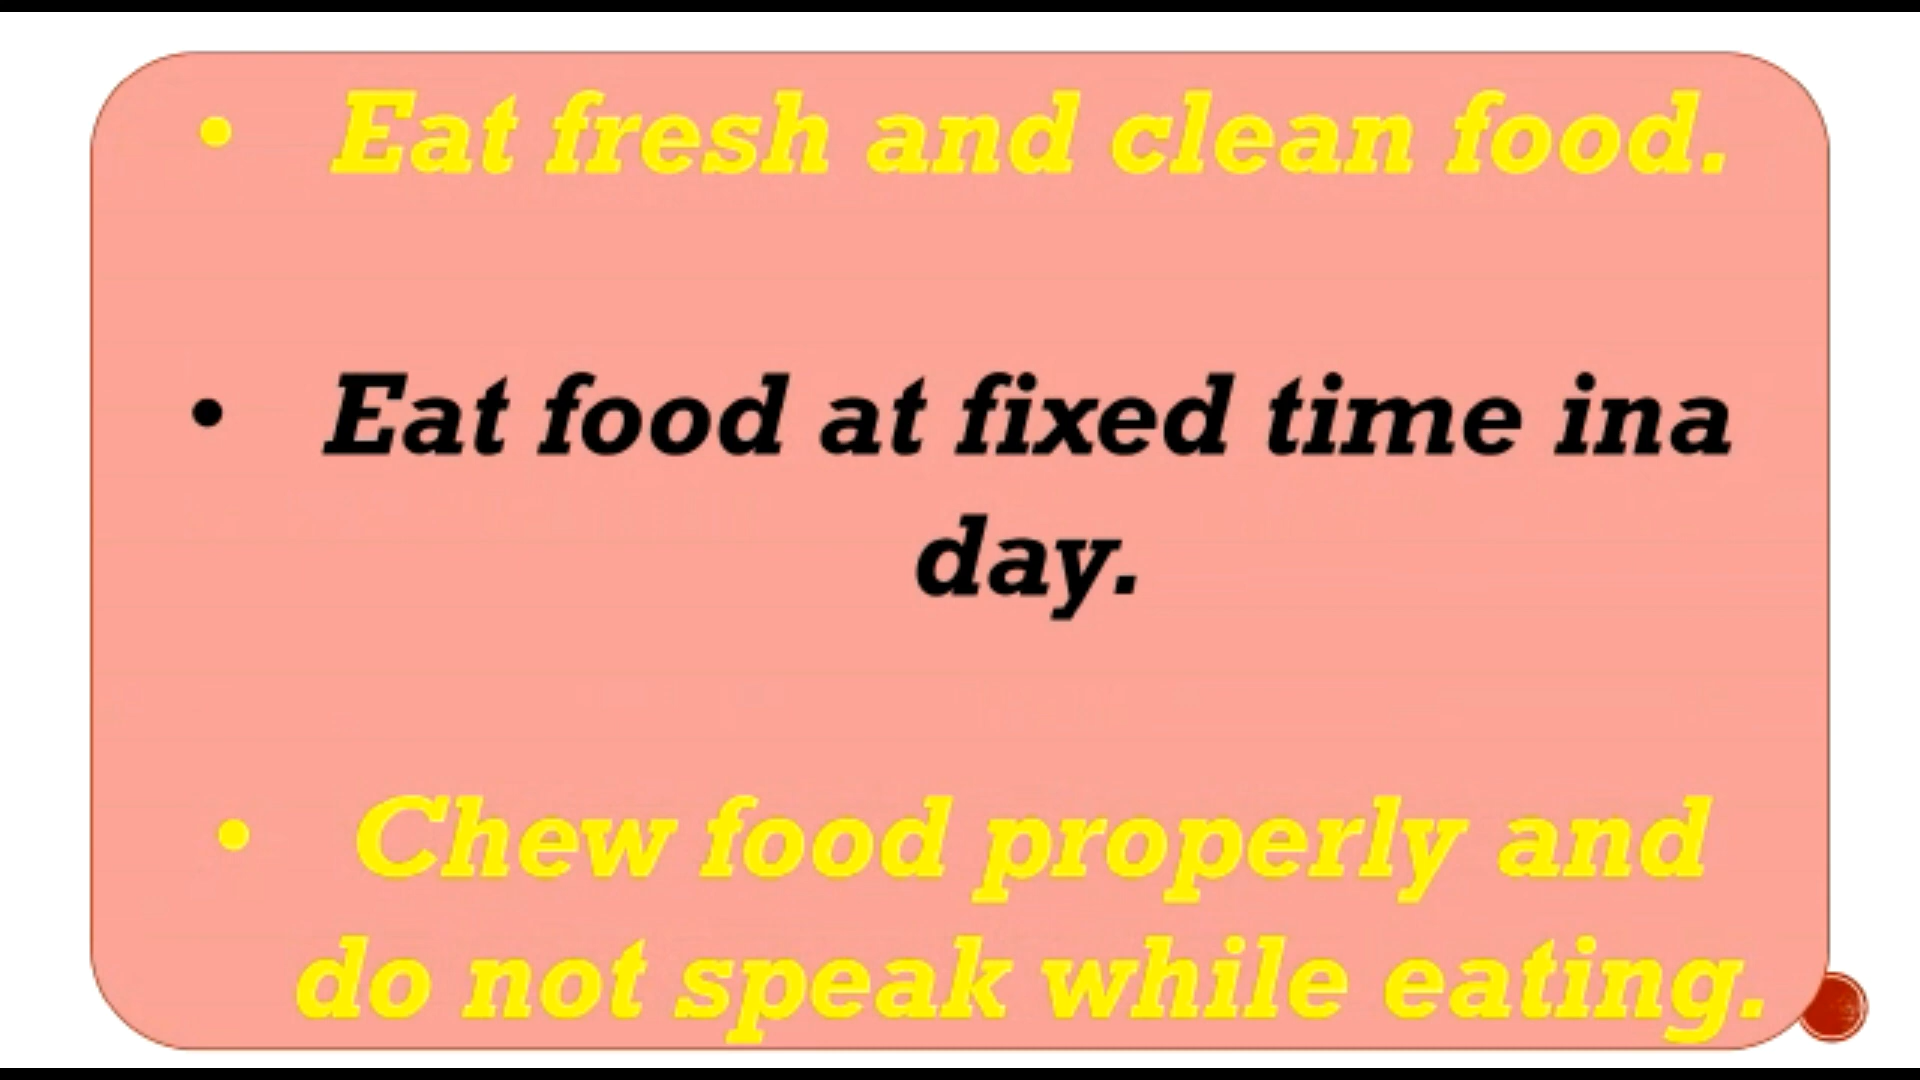 • Eat fresh and clean food.
• Eat food at fixed time ina
day.
• Chew food properly and
do not speak while eating.